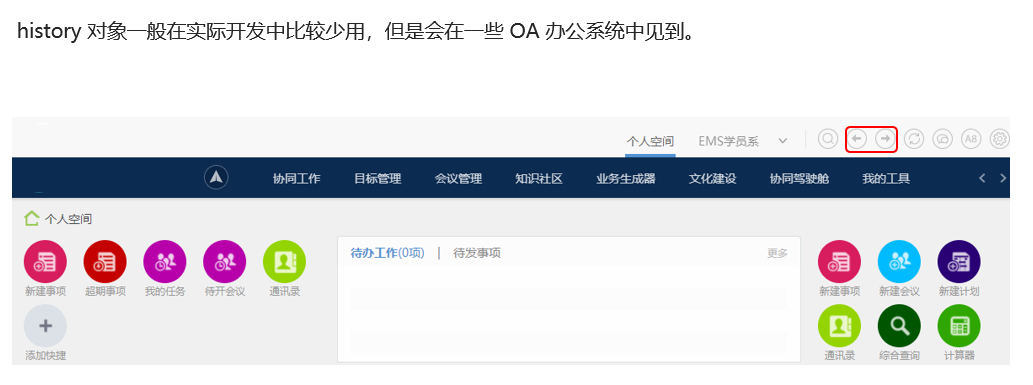 history 对象一般在实际开发中比较少用，但是会在一些 OA 办公系统中见到。
个人空间 EMS学员系 A8
协同工作 目标管理 会议管理 知识社区 业务生成器 文化建设 协同驾驶舱 我的工具
个人空间
待办工作(0项) | 待发事项 更多
新建事项 超期事项 我的任务 待开会议 通讯录 新建事项 新建会议 新建计划
添加快捷 通讯录 综合查询 计算器